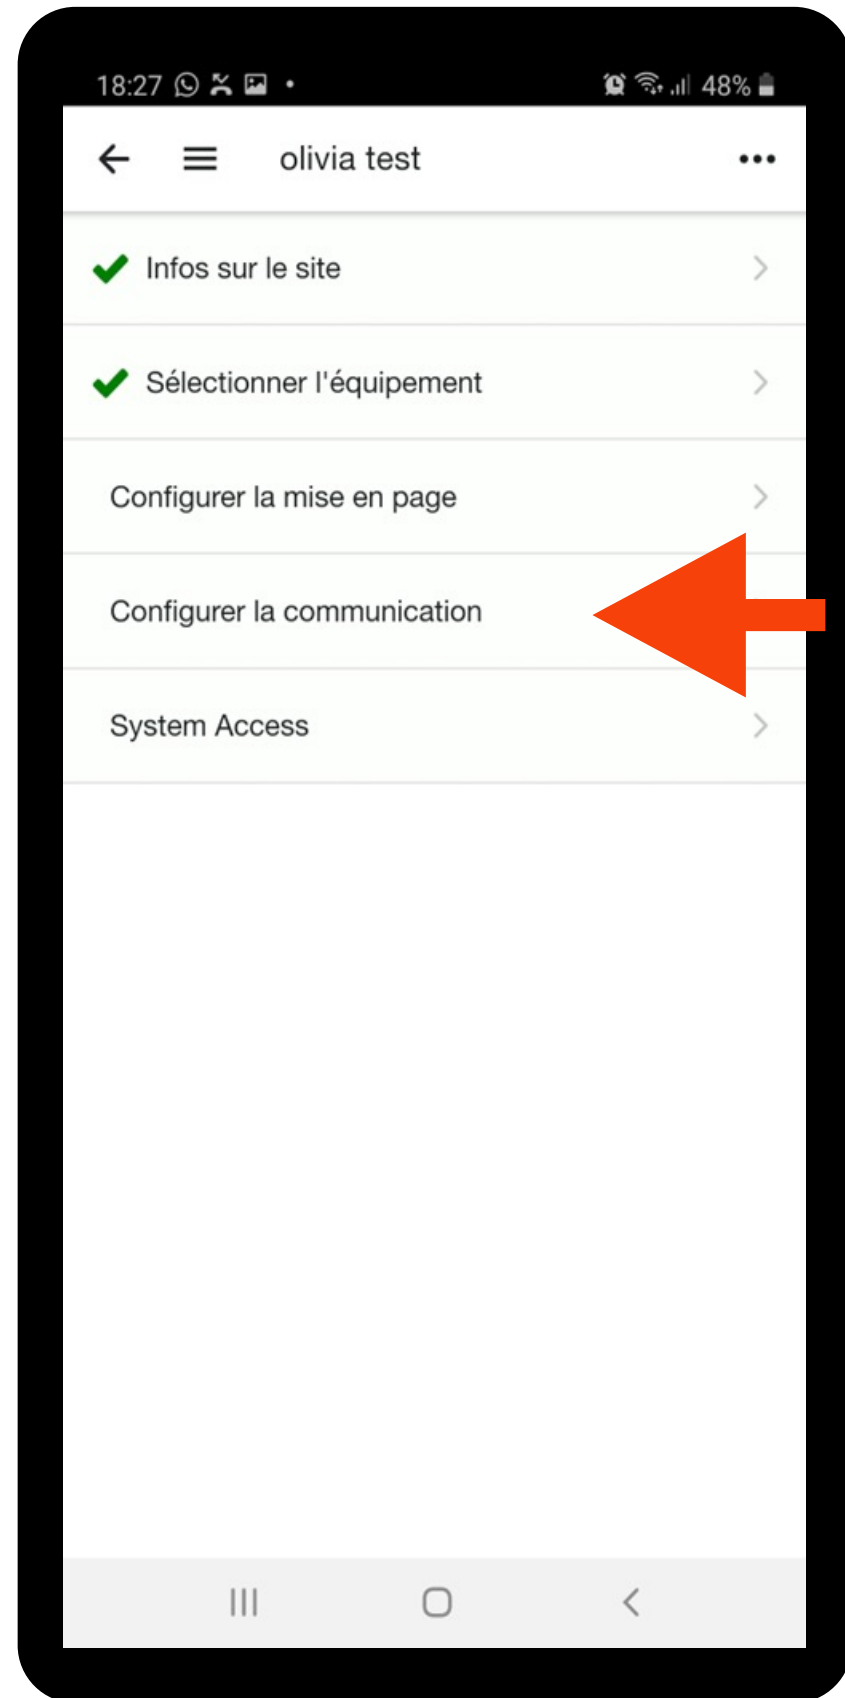 18:27
48%
olivia test
Infos sur le site
Sélectionner l'équipement
Configurer la mise en page
Configurer la communication
System Access